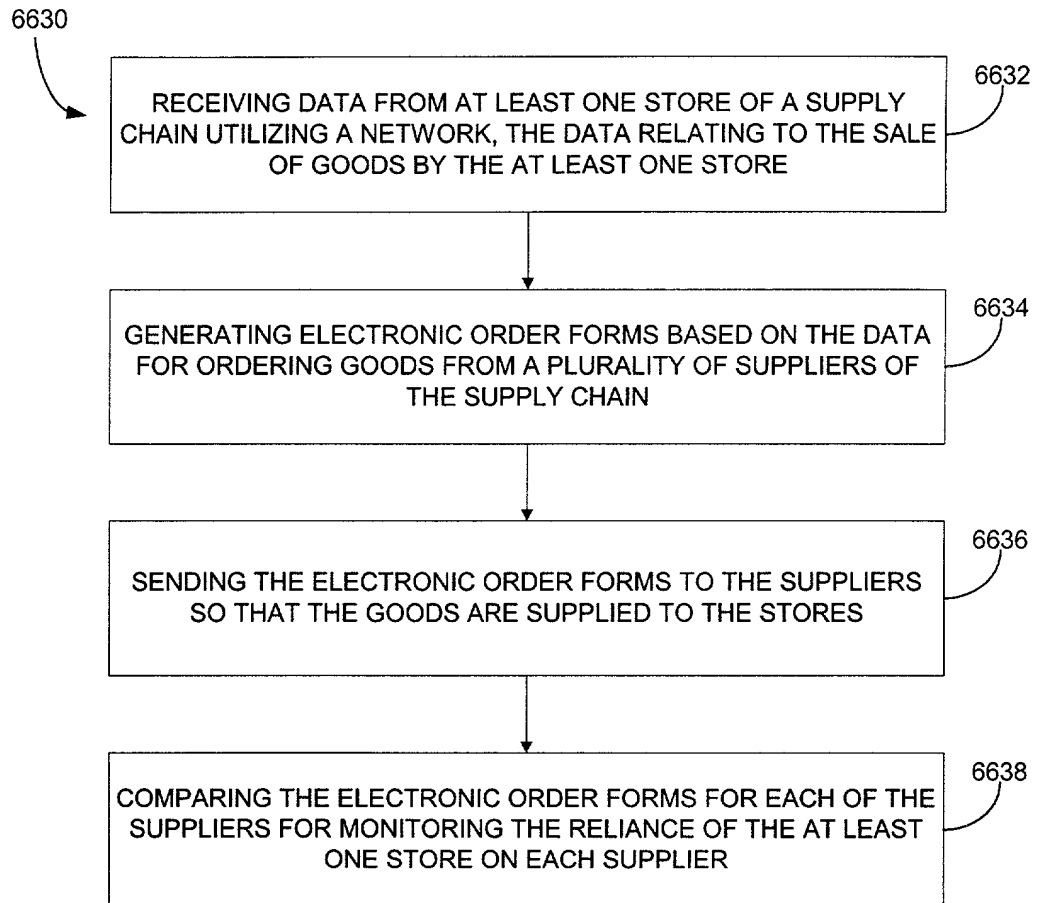 6630
6632
RECEIVING DATA FROM AT LEAST ONE STORE OF A SUPPLY
CHAIN UTILIZING A NETWORK, THE DATA RELATING TO THE SALE
OF GOODS BY THE AT LEAST ONE STORE
6634
GENERATING ELECTRONIC ORDER FORMS BASED ON THE DATA
FOR ORDERING GOODS FROM A PLURALITY OF SUPPLIERS OF
THE SUPPLY CHAIN
6636
SENDING THE ELECTRONIC ORDER FORMS TO THE SUPPLIERS
SO THAT THE GOODS ARE SUPPLIED TO THE STORES
6638
COMPARING THE ELECTRONIC ORDER FORMS FOR EACH OF THE
SUPPLIERS FOR MONITORING THE RELIANCE OF THE AT LEAST
ONE STORE ON EACH SUPPLIER